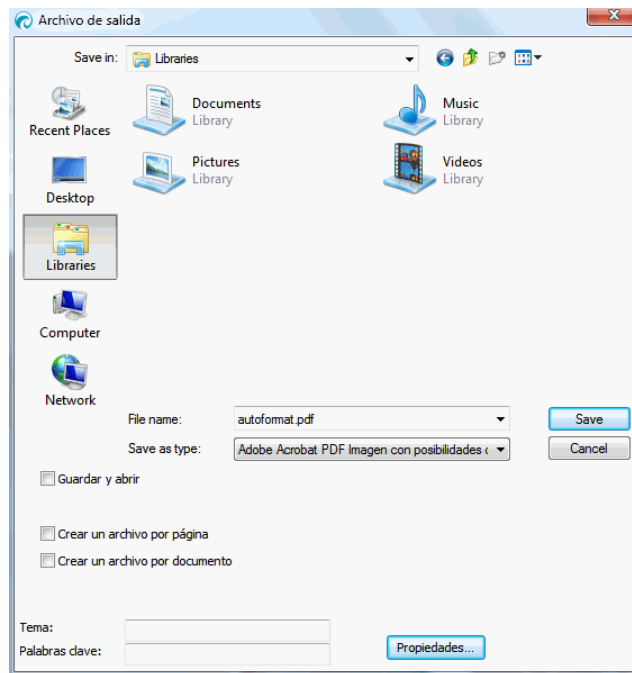 Archivo de salida
Save in: Libraries
Recent Places
Desktop
Libraries
Computer
Network
Documents
Library
Music
Library
Pictures
Library
Videos
Library
File name: autoformat.pdf
Save
Save as type: Adobe Acrobat PDF Imagen con posibilidades
Cancel
Guardar y abrir
Crear un archivo por página
Crear un archivo por documento
Tema:
Palabras clave:
Propiedades...